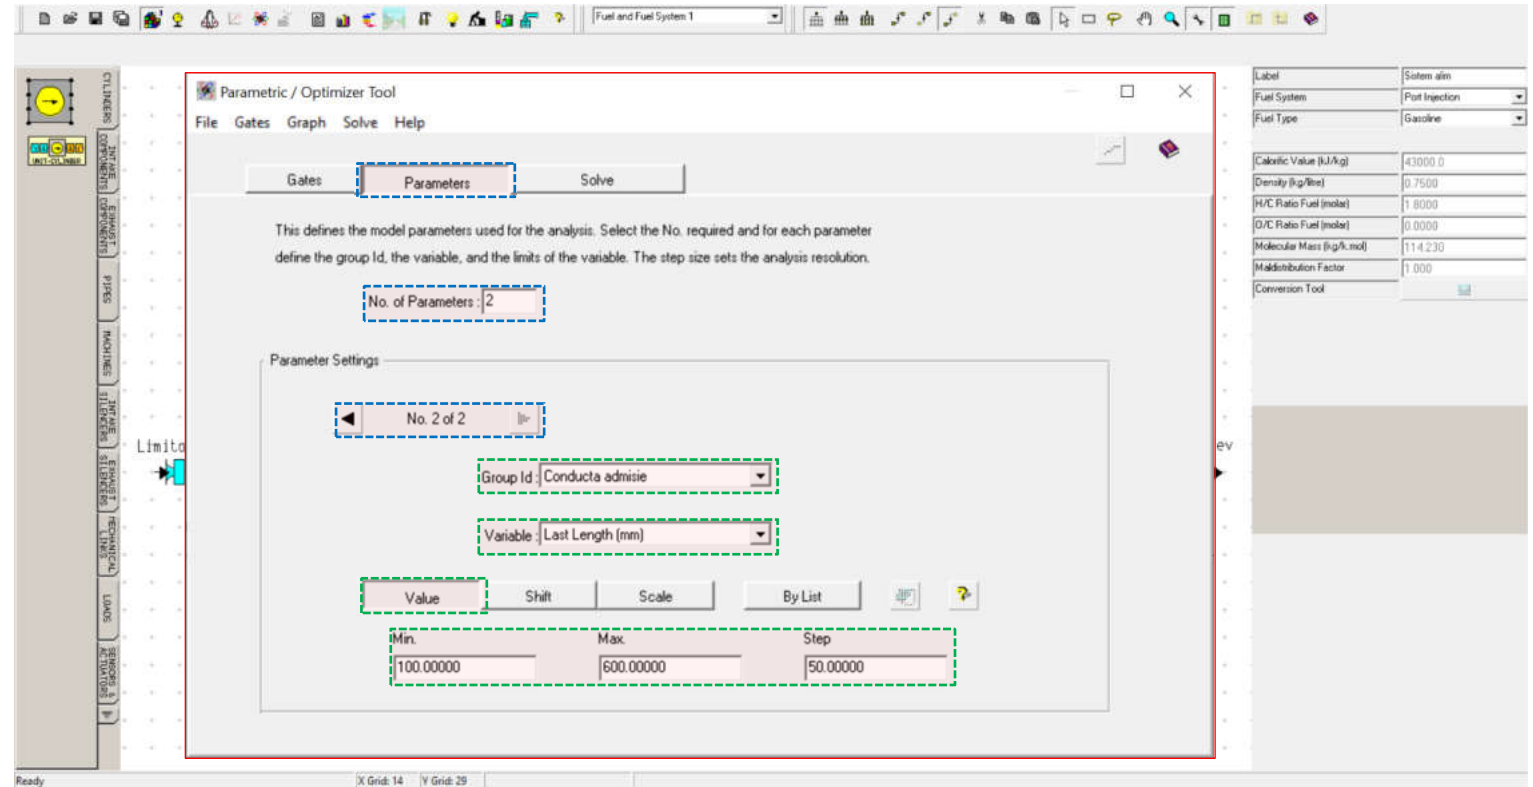 Fuel and Fuel System 1
CYLINDERS
UNIT-CYLINDER
INTAKE COMPONENTS
EXHAUST COMPONENTS
PIPES
MACHINES
INTAKE SILENCERS
EXHAUST SILENCERS
MECHANICAL LINKS
LOADS
SENSORS & ACTUATORS
Limito
ev
Parametric / Optimizer Tool
File Gates Graph Solve Help
Gates Parameters Solve
This defines the model parameters used for the analysis. Select the No. required and for each parameter
define the group Id, the variable, and the limits of the variable. The step size sets the analysis resolution.
No. of Parameters : 2
Parameter Settings
No. 2 of 2
Group Id : Conducta admisie
Variable : Last Length (mm)
Value Shift Scale By List
Min. Max. Step
100.00000 600.00000 50.00000
Label Sistem alim
Fuel System Port Injection
Fuel Type Gasoline
Calorific Value (kJ/kg) 43000.0
Density (kg/litre) 0.7500
H/C Ratio Fuel (molar) 1.8000
O/C Ratio Fuel (molar) 0.0000
Molecular Mass (kg/k.mol) 114.230
Maldistribution Factor 1.000
Conversion Tool
Ready X Grid: 14 Y Grid: 29